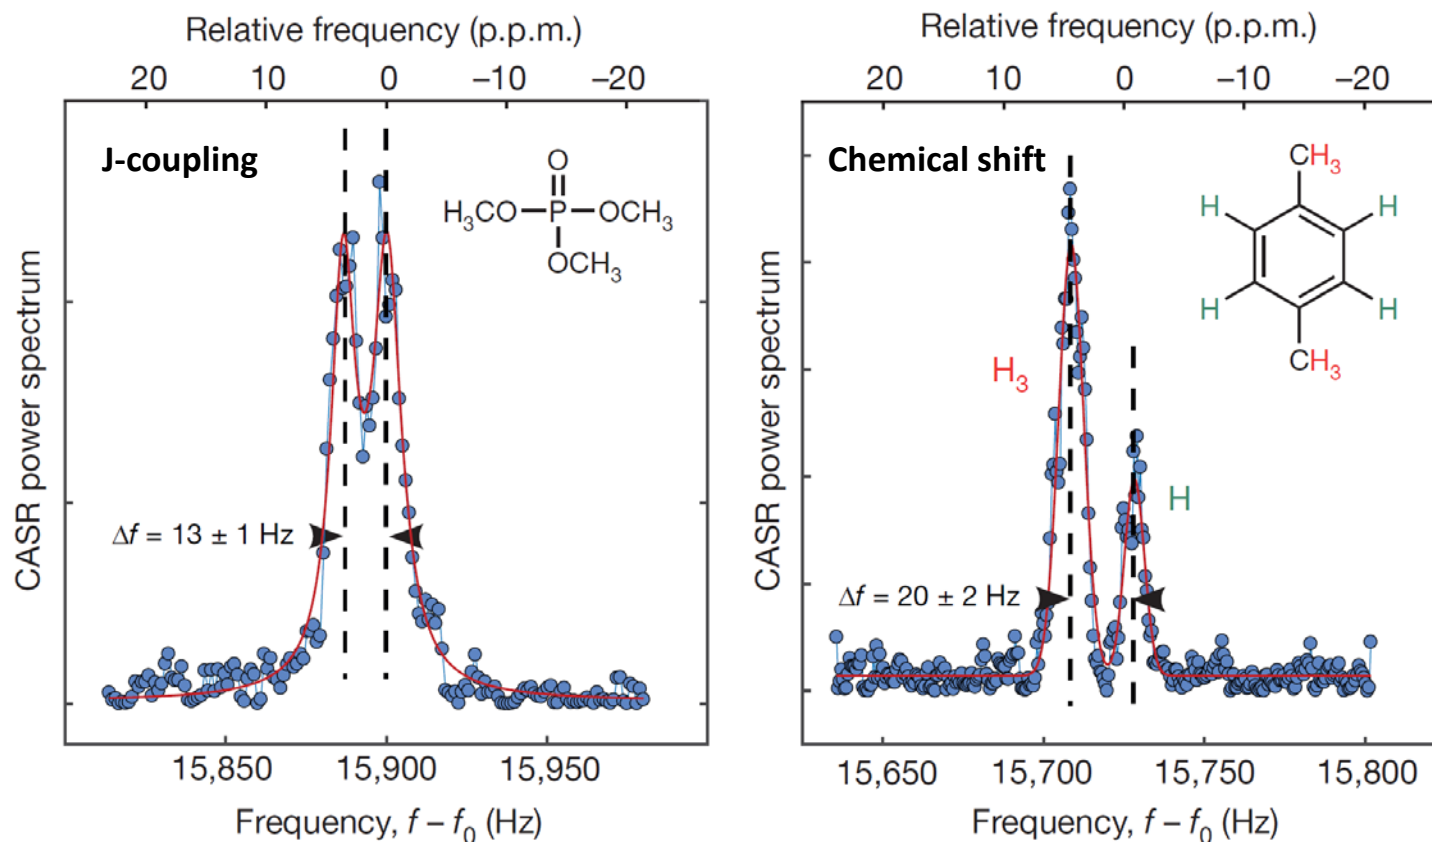 Relative frequency (p.p.m.)
20 10 0 –10 –20
J-coupling
O
H3CO P OCH3
OCH3
CASR power spectrum
Δf = 13 ± 1 Hz
15,850 15,900 15,950
Frequency, f – f0 (Hz)
Relative frequency (p.p.m.)
20 10 0 –10 –20
Chemical shift
CH3
H H
H H
CH3
H3
H
CASR power spectrum
Δf = 20 ± 2 Hz
15,650 15,700 15,750 15,800
Frequency, f – f0 (Hz)